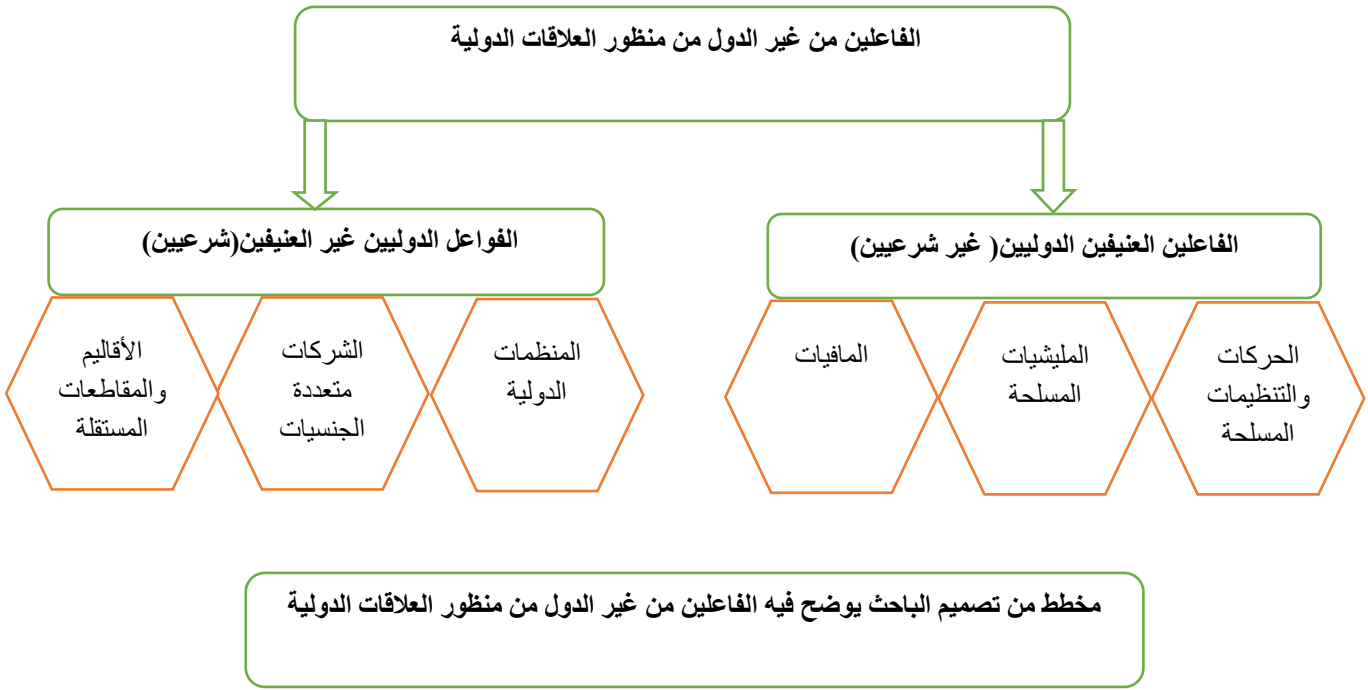 الفاعلين من غير الدول من منظور العلاقات الدولية
الفاعلين العنيفين الدوليين( غير شرعيين)
الحركات
والتنظيمات
المسلحة
المليشيات
المسلحة
المافيات
الفواعل الدوليين غير العنيفين(شرعيين)
المنظمات
الدولية
الشركات
متعددة
الجنسيات
الأقاليم
والمقاطعات
المستقلة
مخطط من تصميم الباحث يوضح فيه الفاعلين من غير الدول من منظور العلاقات الدولية